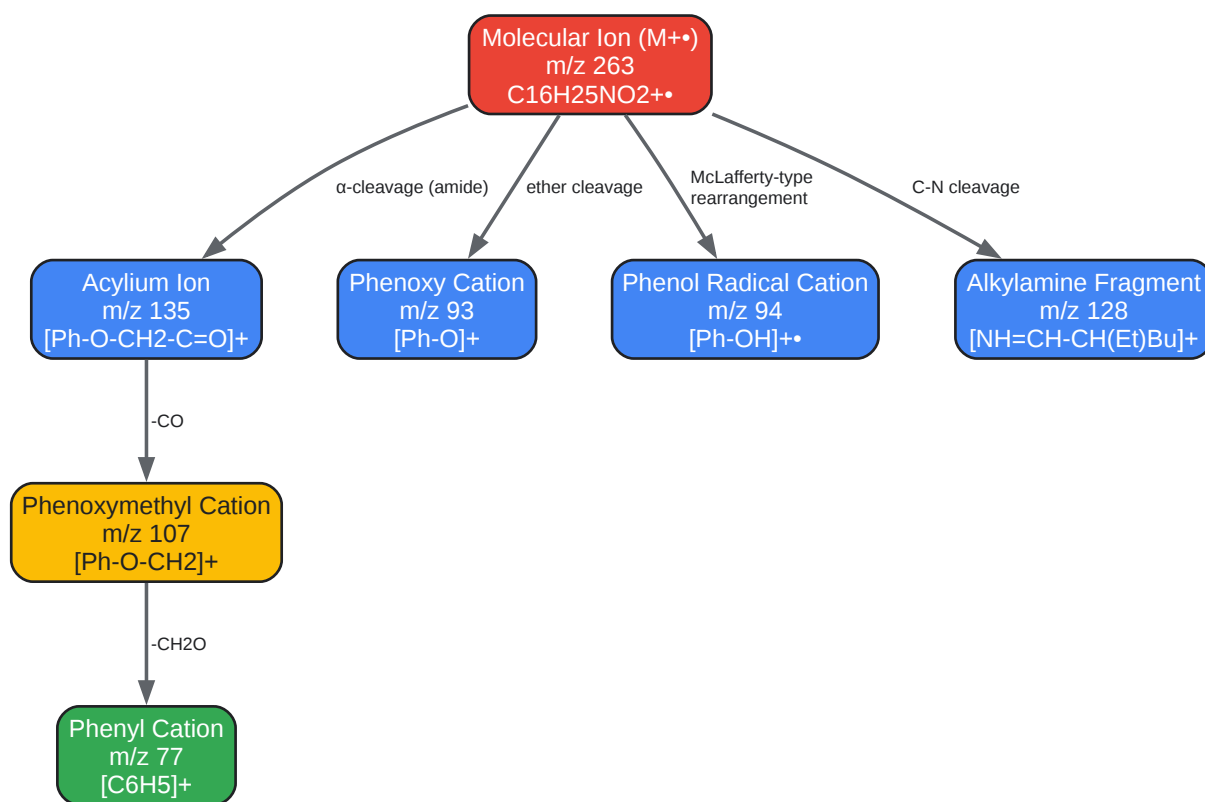 Molecular Ion (M+•)
m/z 263
C16H25NO2+•
α-cleavage (amide)
ether cleavage
McLafferty-type
rearrangement
C-N cleavage
Acylium Ion
m/z 135
[Ph-O-CH2-C=O]+
Phenoxy Cation
m/z 93
[Ph-O]+
Phenol Radical Cation
m/z 94
[Ph-OH]+•
Alkylamine Fragment
m/z 128
[NH=CH-CH(Et)Bu]+
-CO
Phenoxymethyl Cation
m/z 107
[Ph-O-CH2]+
-CH2O
Phenyl Cation
m/z 77
[C6H5]+